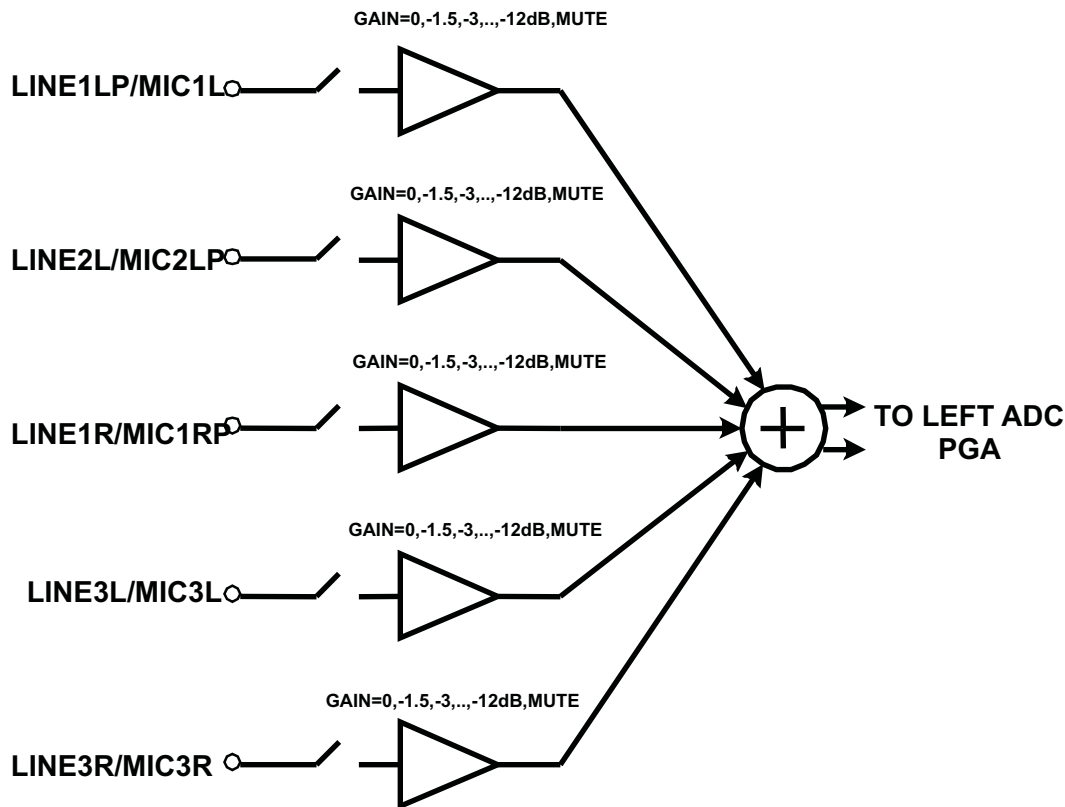 GAIN=0,-1.5,-3,..,-12dB,MUTE
LINE1LP/MIC1L
GAIN=0,-1.5,-3,..,-12dB,MUTE
LINE2L/MIC2LP
GAIN=0,-1.5,-3,..,-12dB,MUTE
LINE1R/MIC1RP
+
TO LEFT ADC
PGA
GAIN=0,-1.5,-3,..,-12dB,MUTE
LINE3L/MIC3L
GAIN=0,-1.5,-3,..,-12dB,MUTE
LINE3R/MIC3R